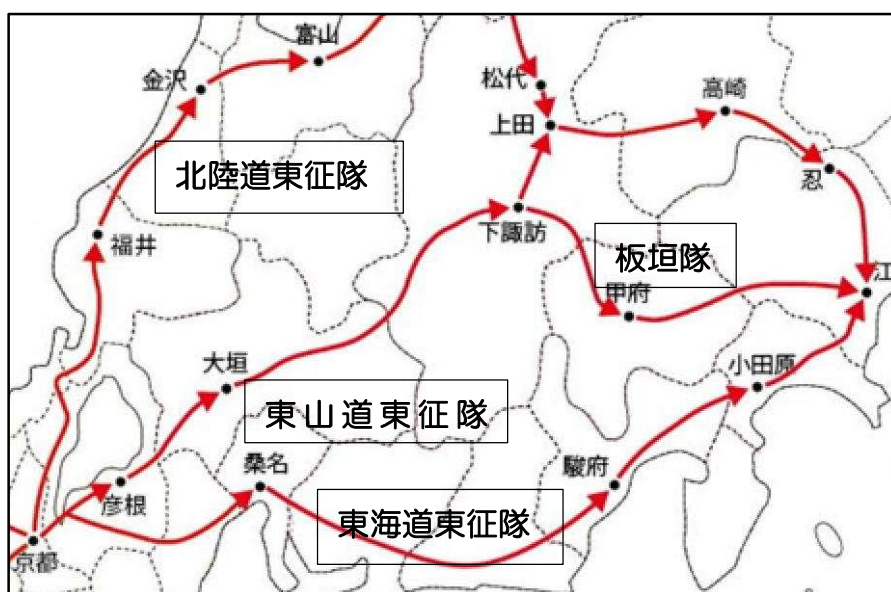 富山
金沢
松代
高崎
上田
北陸道東征隊
忍
下諏訪
福井
板垣隊
江
甲府
大垣
小田原
東山道東征隊
桑名
駿府
彦根
東海道東征隊
京都